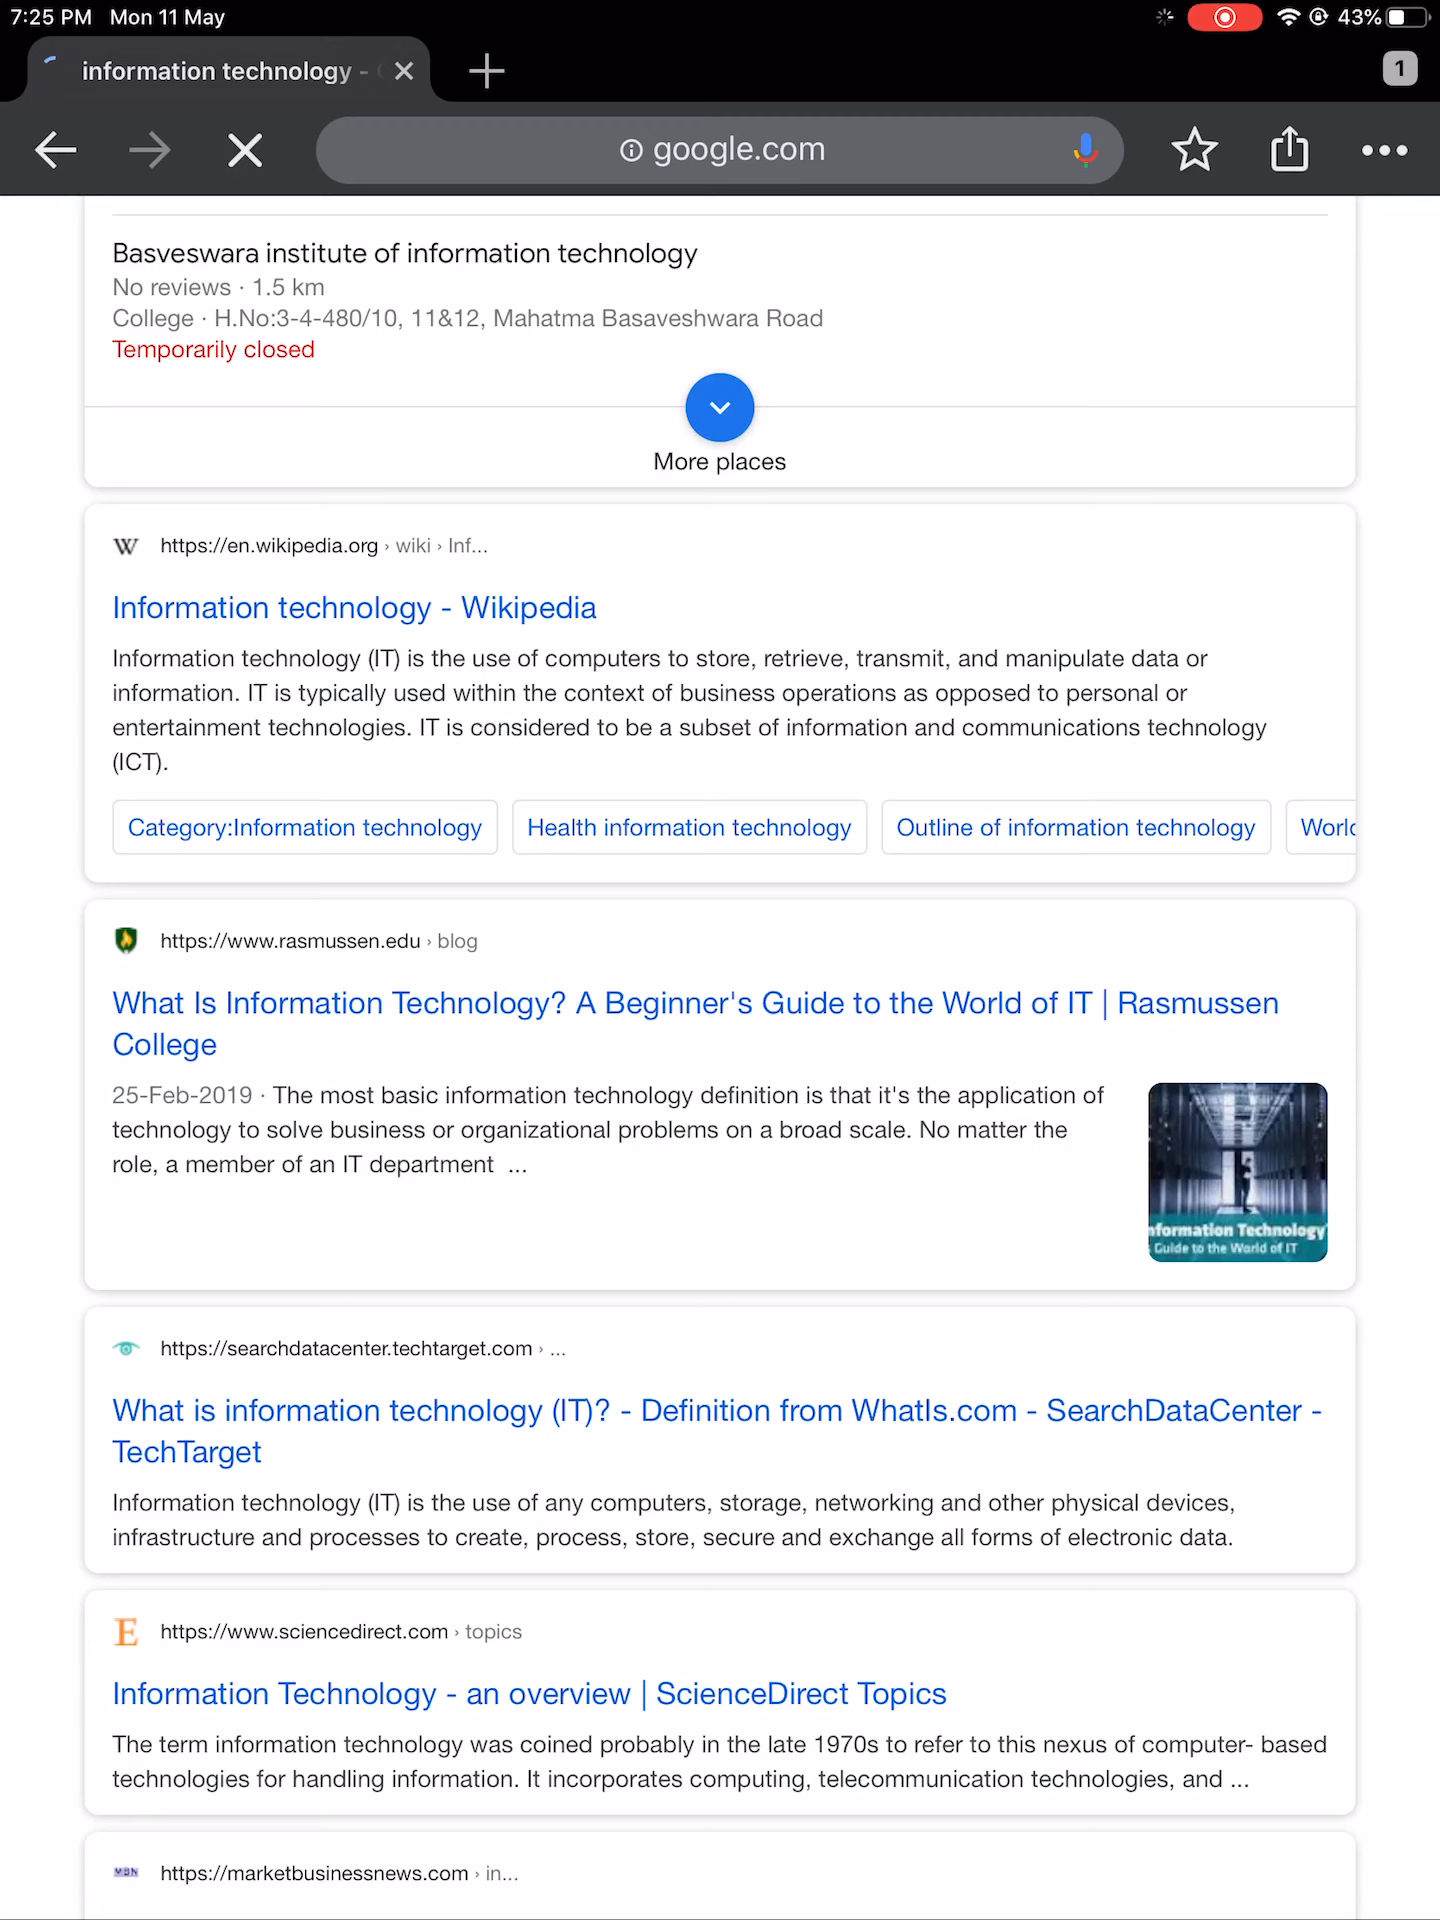 7:25 PM Mon 11 May
43%
information technology -
1
google.com
Basveswara institute of information technology
No reviews · 1.5 km
College · H.No:3-4-480/10, 11&12, Mahatma Basaveshwara Road
Temporarily closed
More places
W https://en.wikipedia.org › wiki › Inf...
Information technology - Wikipedia
Information technology (IT) is the use of computers to store, retrieve, transmit, and manipulate data or
information. IT is typically used within the context of business operations as opposed to personal or
entertainment technologies. IT is considered to be a subset of information and communications technology
(ICT).
Category:Information technology Health information technology Outline of information technology
https://www.rasmussen.edu › blog
What Is Information Technology? A Beginner's Guide to the World of IT | Rasmussen
College
25-Feb-2019 · The most basic information technology definition is that it's the application of
technology to solve business or organizational problems on a broad scale. No matter the
role, a member of an IT department ...
nformation Technology
Guide to the World of IT
https://searchdatacenter.techtarget.com › ...
What is information technology (IT)? - Definition from WhatIs.com - SearchDataCenter -
TechTarget
Information technology (IT) is the use of any computers, storage, networking and other physical devices,
infrastructure and processes to create, process, store, secure and exchange all forms of electronic data.
E https://www.sciencedirect.com › topics
Information Technology - an overview | ScienceDirect Topics
The term information technology was coined probably in the late 1970s to refer to this nexus of computer- based
technologies for handling information. It incorporates computing, telecommunication technologies, and ...
MBN https://marketbusinessnews.com › in...